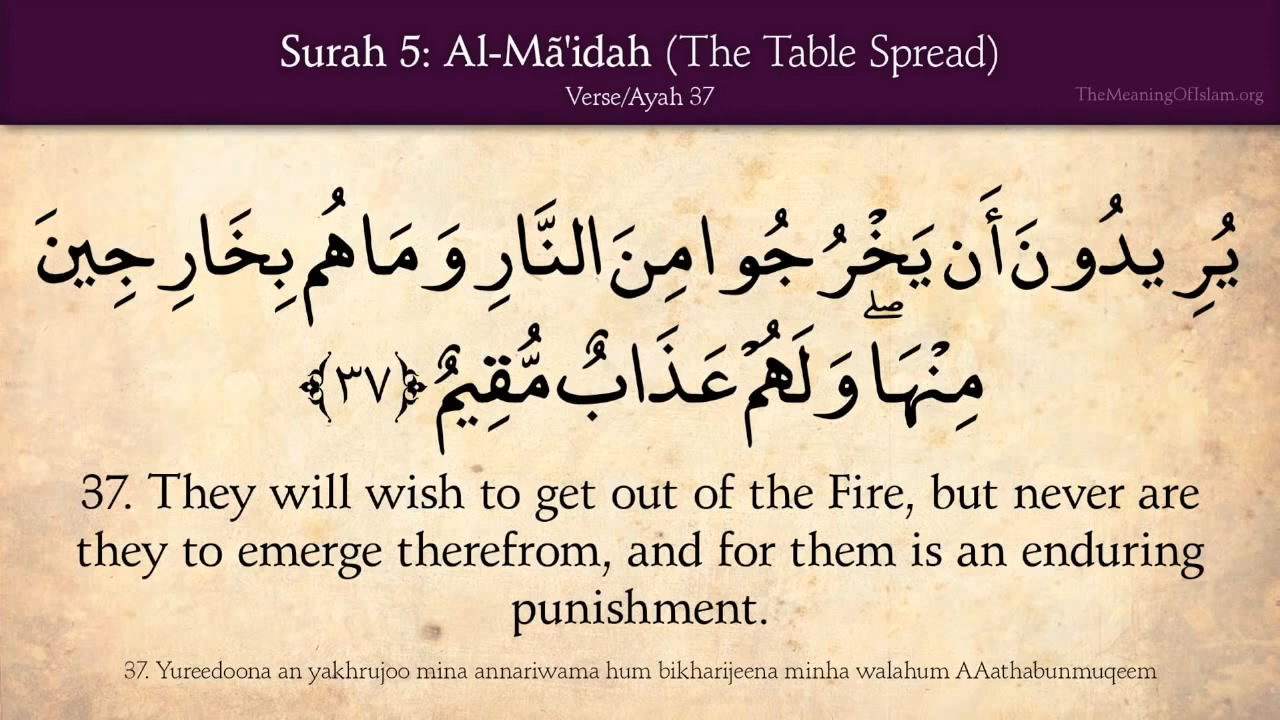 Surah 5: Al-Mã'idah (The Table Spread)
Verse/Ayah 37
TheMeaningOfIslam.org
يُرِيدُونَ أَن يَخْرُجُوا مِنَ النَّارِ وَمَا هُم بِخَارِجِينَ
مِنْهَا ۖ وَلَهُمْ عَذَابٌ مُّقِيمٌ ﴿٣٧﴾
37. They will wish to get out of the Fire, but never are
they to emerge therefrom, and for them is an enduring
punishment.
37. Yureedoona an yakhrujoo mina annariwama hum bikharijeena minha walahum AAathabunmuqeem